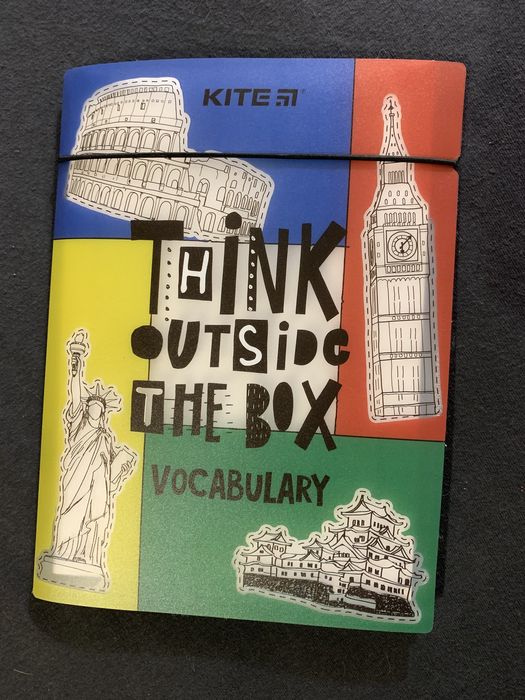 KITE
THiNK
OUTSiDE
THE BOX
VOCABULARY